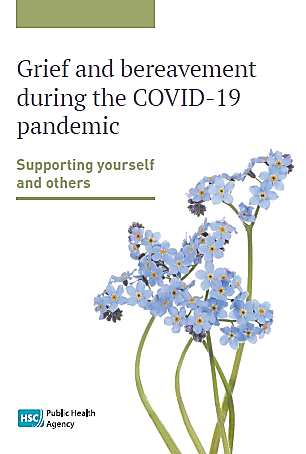 Grief and bereavement
during the COVID-19
pandemic
Supporting yourself
and others
HSC Public Health
Agency